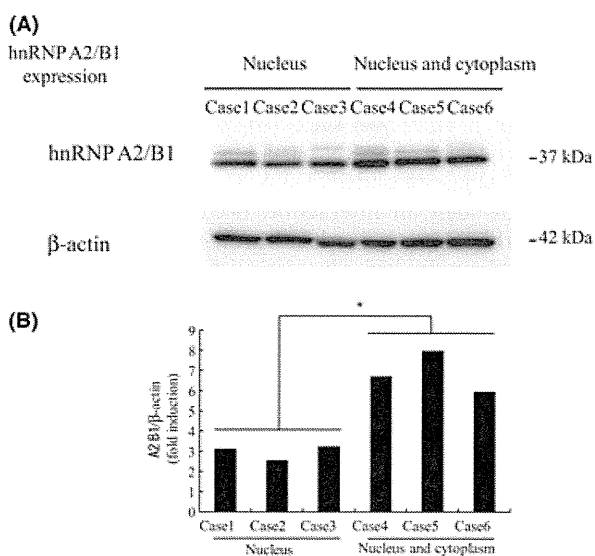 (A)
hnRNP A2/B1
expression
Nucleus
Nucleus and cytoplasm
Case1 Case2 Case3 Case4 Case5 Case6
hnRNP A2/B1
-37 kDa
β-actin
-42 kDa
(B)
*
A2B1/β-actin
(fold induction)
9
8
7
6
5
4
3
2
1
0
Case1 Case2 Case3 Case4 Case5 Case6
Nucleus
Nucleus and cytoplasm